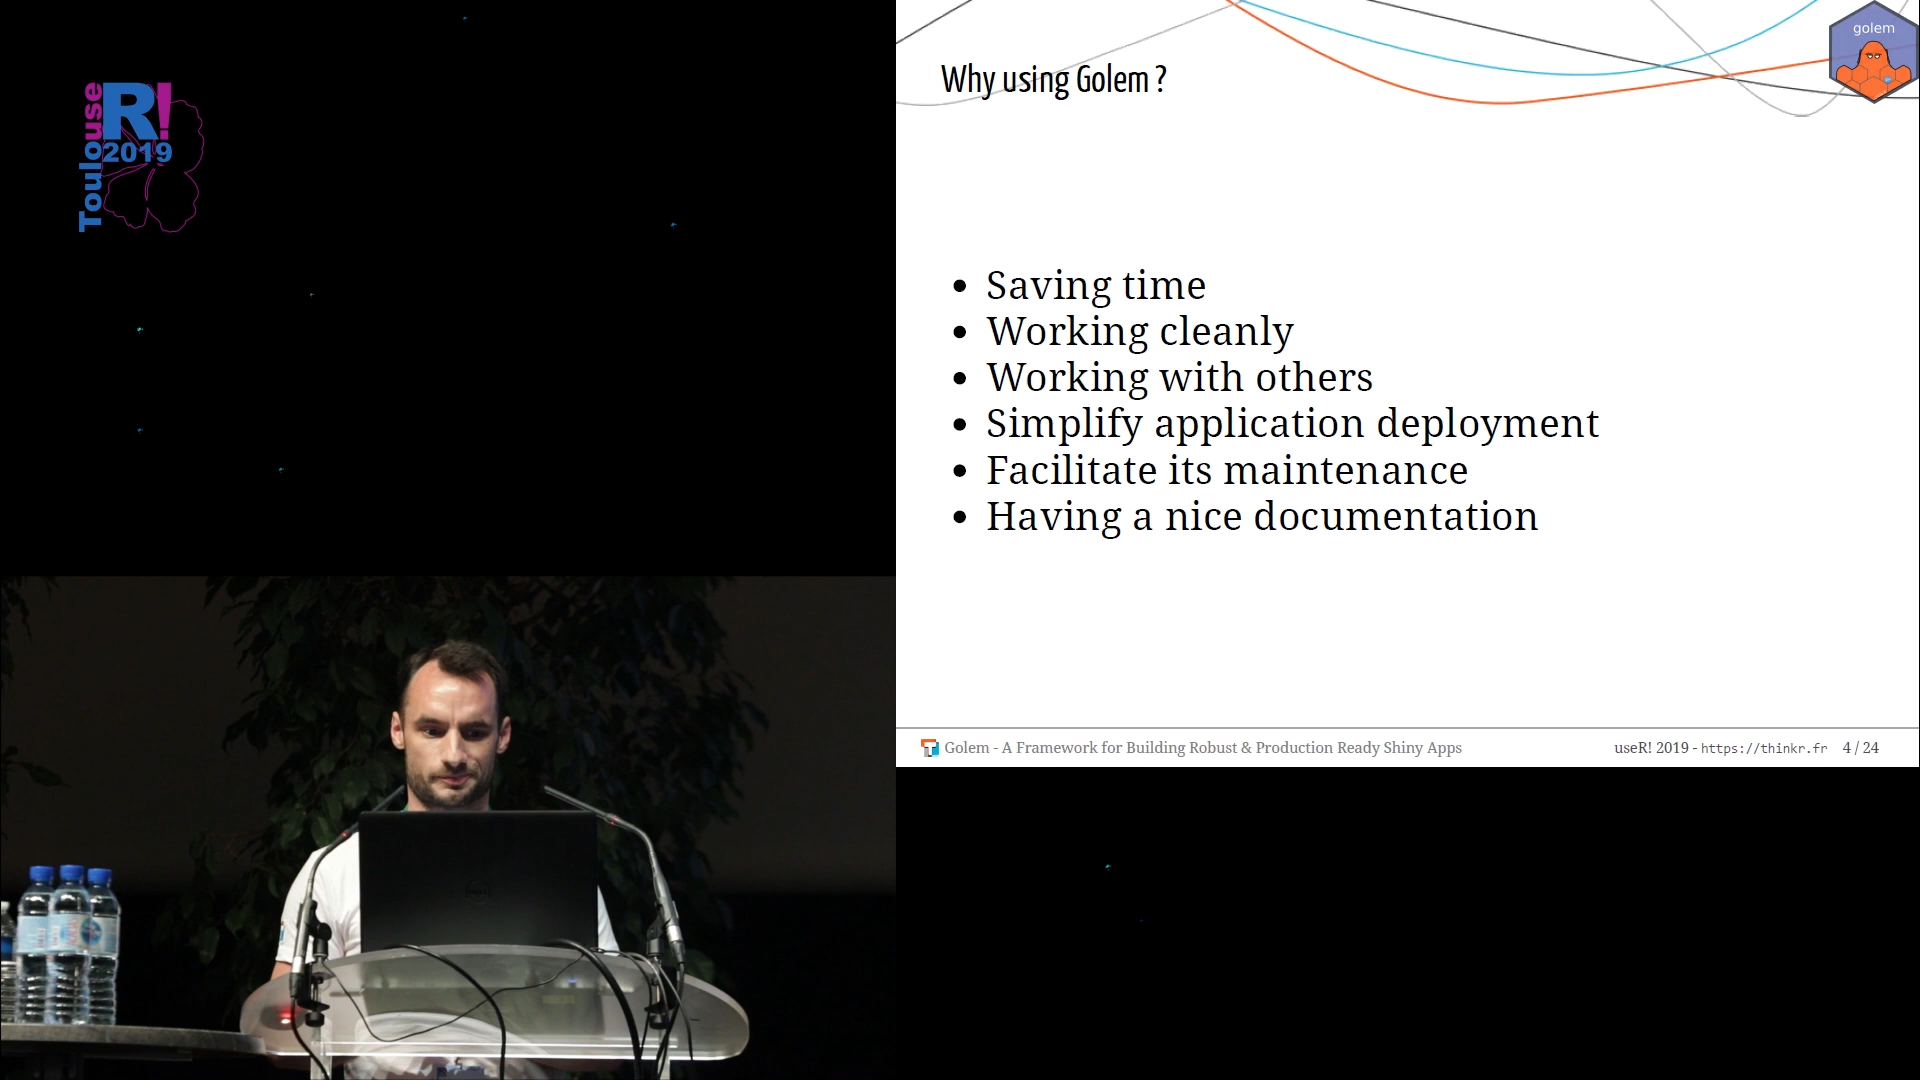 Toulouse
R!
2019
golem
Why using Golem ?
• Saving time
• Working cleanly
• Working with others
• Simplify application deployment
• Facilitate its maintenance
• Having a nice documentation
Golem - A Framework for Building Robust & Production Ready Shiny Apps
useR! 2019 - https://thinkr.fr 4 / 24